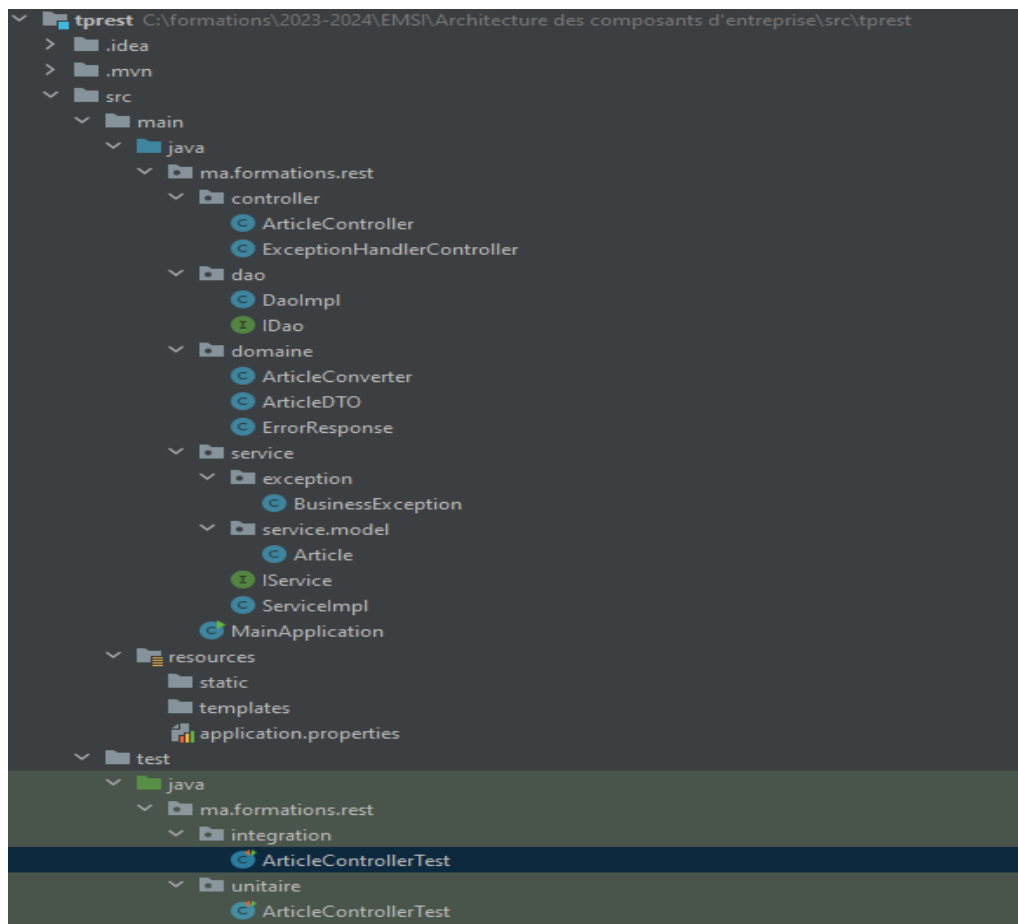 tprest C:\formations\2023-2024\EMSI\Architecture des composants d'entreprise\src\tprest
.idea
.mvn
src
main
java
ma.formations.rest
controller
ArticleController
ExceptionHandlerController
dao
DaoImpl
IDao
domaine
ArticleConverter
ArticleDTO
ErrorResponse
service
exception
BusinessException
service.model
Article
IService
ServiceImpl
MainApplication
resources
static
templates
application.properties
test
java
ma.formations.rest
integration
ArticleControllerTest
unitaire
ArticleControllerTest